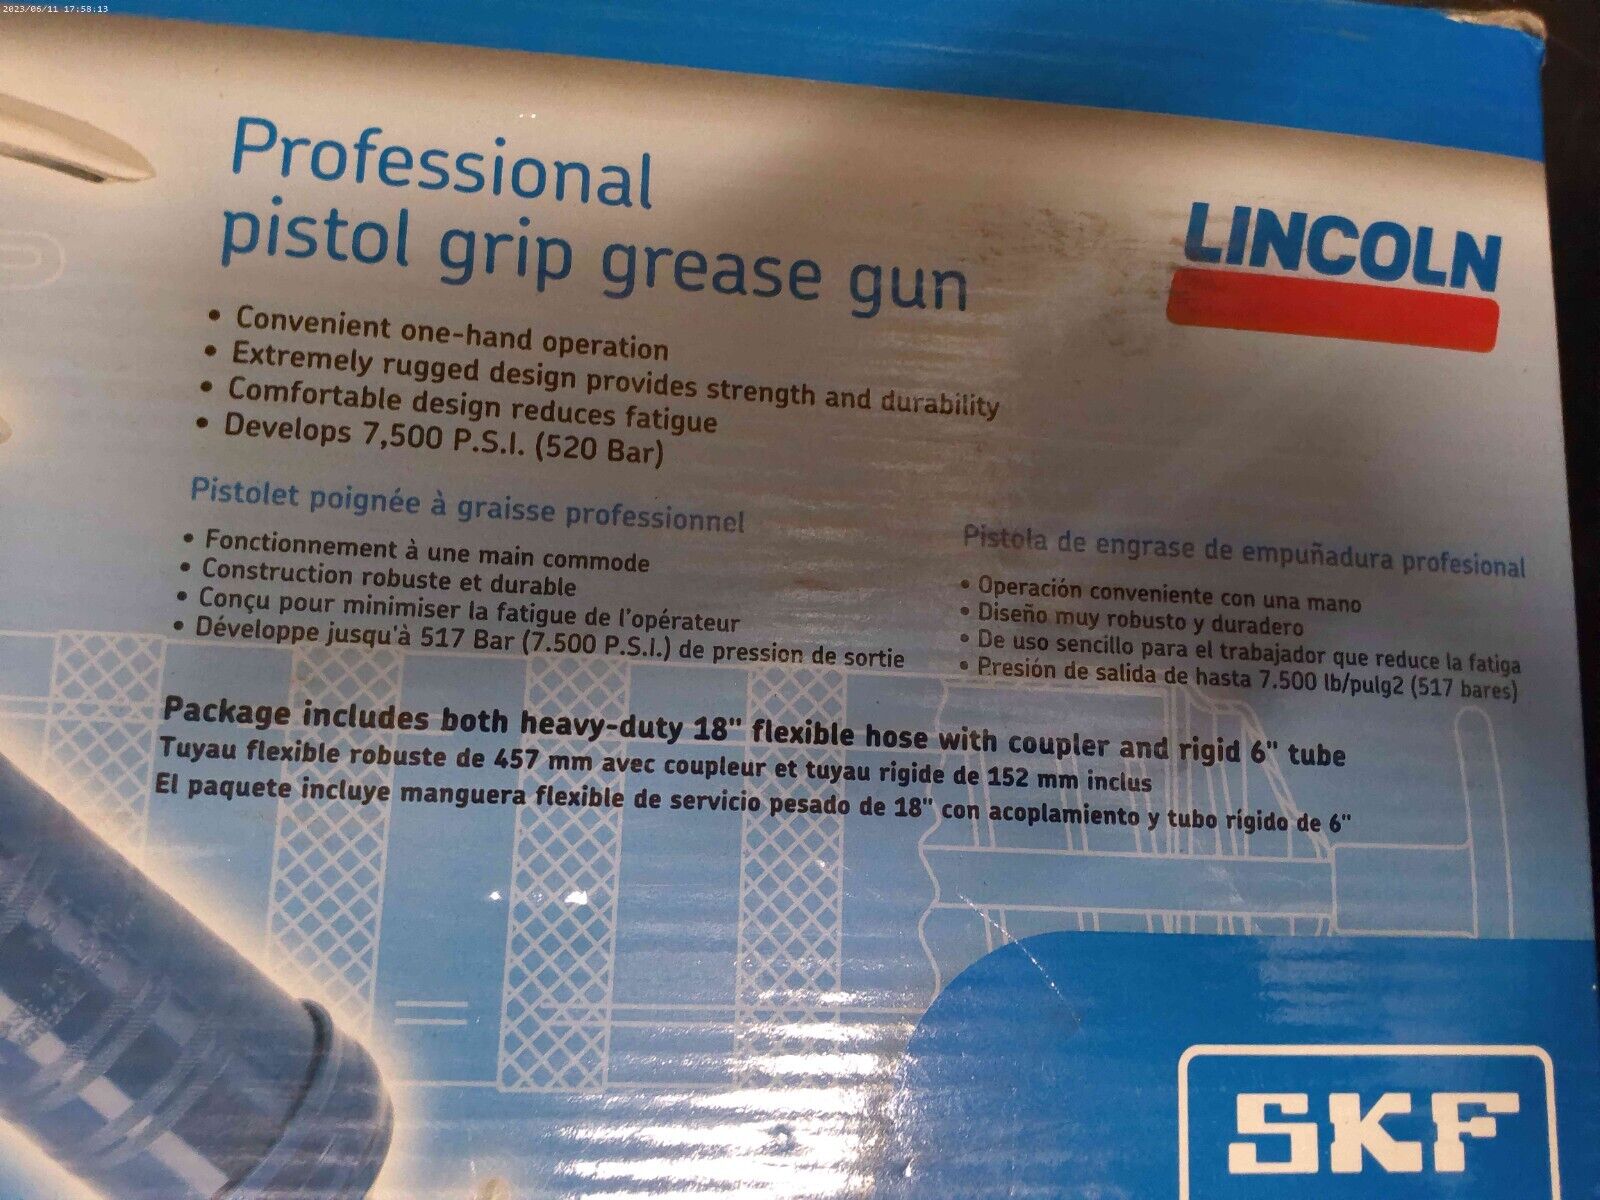 2023/06/11 17:58:13
Professional
pistol grip grease gun
• Convenient one-hand operation
• Extremely rugged design provides strength and durability
• Comfortable design reduces fatigue
• Develops 7,500 P.S.I. (520 Bar)
LINCOLN
Pistolet poignée à graisse professionnel
• Fonctionnement à une main commode
• Construction robuste et durable
• Conçu pour minimiser la fatigue de l'opérateur
• Développe jusqu'à 517 Bar (7.500 P.S.I.) de pression de sortie
Pistola de engrase de empuñadura profesional
• Operación conveniente con una mano
• Diseño muy robusto y duradero
• De uso sencillo para el trabajador que reduce la fatiga
• Presión de salida de hasta 7.500 lb/pulg2 (517 bares)
Package includes both heavy-duty 18" flexible hose with coupler and rigid 6" tube
Tuyau flexible robuste de 457 mm avec coupleur et tuyau rigide de 152 mm inclus
El paquete incluye manguera flexible de servicio pesado de 18" con acoplamiento y tubo rígido de 6"
SKF